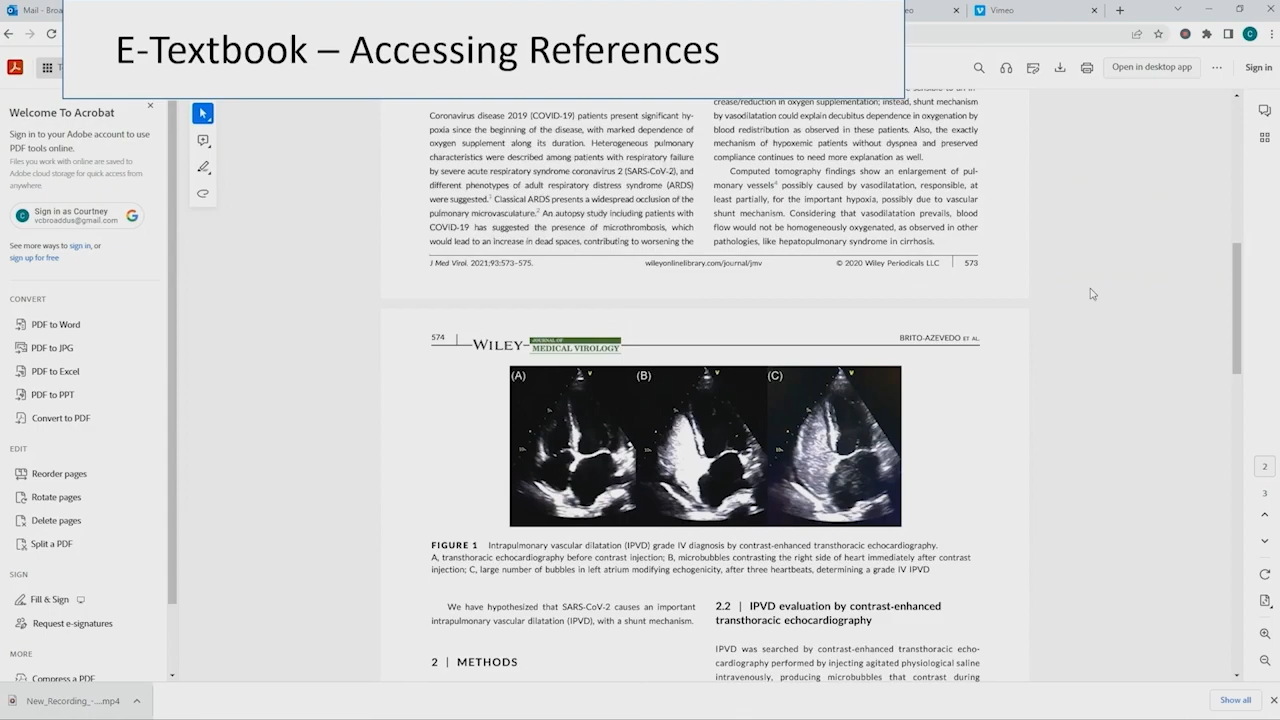 Mail - Broa
eo
Vimeo
E-Textbook – Accessing References
Open in desktop app
Sign in
Welcome To Acrobat
Sign in to your Adobe account to use
PDF tools online.
Files you work with online are saved to
Adobe cloud storage for quick access from
anywhere
Sign in as Courtney
vcbroaddus@gmail.com
See more ways to sign in, or
sign up for free
CONVERT
PDF to Word
PDF to JPG
PDF to Excel
PDF to PPT
Convert to PDF
EDIT
Reorder pages
Rotate pages
Delete pages
Split a PDF
SIGN
Fill & Sign
Request e-signatures
MORE
Compress a PDF
Coronavirus disease 2019 (COVID-19) patients present significant hy-
poxia since the beginning of the disease, with marked dependence of
oxygen supplement along its duration. Heterogeneous pulmonary
characteristics were described among patients with respiratory failure
by severe acute respiratory syndrome coronavirus 2 (SARS-CoV-2), and
different phenotypes of adult respiratory distress syndrome (ARDS)
were suggested.1 Classical ARDS presents a widespread occlusion of the
pulmonary microvasculature.2 An autopsy study including patients with
COVID-19 has suggested the presence of microthrombosis, which
would lead to an increase in dead spaces, contributing to worsening the
crease/reduction in oxygen supplementation; instead, shunt mechanism
by vasodilatation could explain decubitus dependence in oxygenation by
blood redistribution as observed in these patients. Also, the exactly
mechanism of hypoxemic patients without dyspnea and preserved
compliance continues to need more explanation as well.
Computed tomography findings show an enlargement of pul-
monary vessels4 possibly caused by vasodilatation, responsible, at
least partially, for the important hypoxia, possibly due to vascular
shunt mechanism. Considering that vasodilatation prevails, blood
flow would not be homogeneously oxygenated, as observed in other
pathologies, like hepatopulmonary syndrome in cirrhosis.
J Med Virol. 2021;93:573–575.
wileyonlinelibrary.com/journal/jmv
© 2020 Wiley Periodicals LLC
573
574
WILEY
JOURNAL OF
MEDICAL VIROLOGY
BRITO-AZEVEDO ET AL.
(A)
V
(B)
V
(C)
V
FIGURE 1 Intrapulmonary vascular dilatation (IPVD) grade IV diagnosis by contrast-enhanced transthoracic echocardiography.
A, transthoracic echocardiography before contrast injection; B, microbubbles contrasting the right side of heart immediately after contrast
injection; C, large number of bubbles in left atrium modifying echogenicity, after three heartbeats, determining a grade IV IPVD
We have hypothesized that SARS-CoV-2 causes an important
intrapulmonary vascular dilatation (IPVD), with a shunt mechanism.
2 | METHODS
2.2 | IPVD evaluation by contrast-enhanced
transthoracic echocardiography
IPVD was searched by contrast-enhanced transthoracic echo-
cardiography performed by injecting agitated physiological saline
intravenously, producing microbubbles that contrast during
2
3
New_Recording_-....mp4
Show all